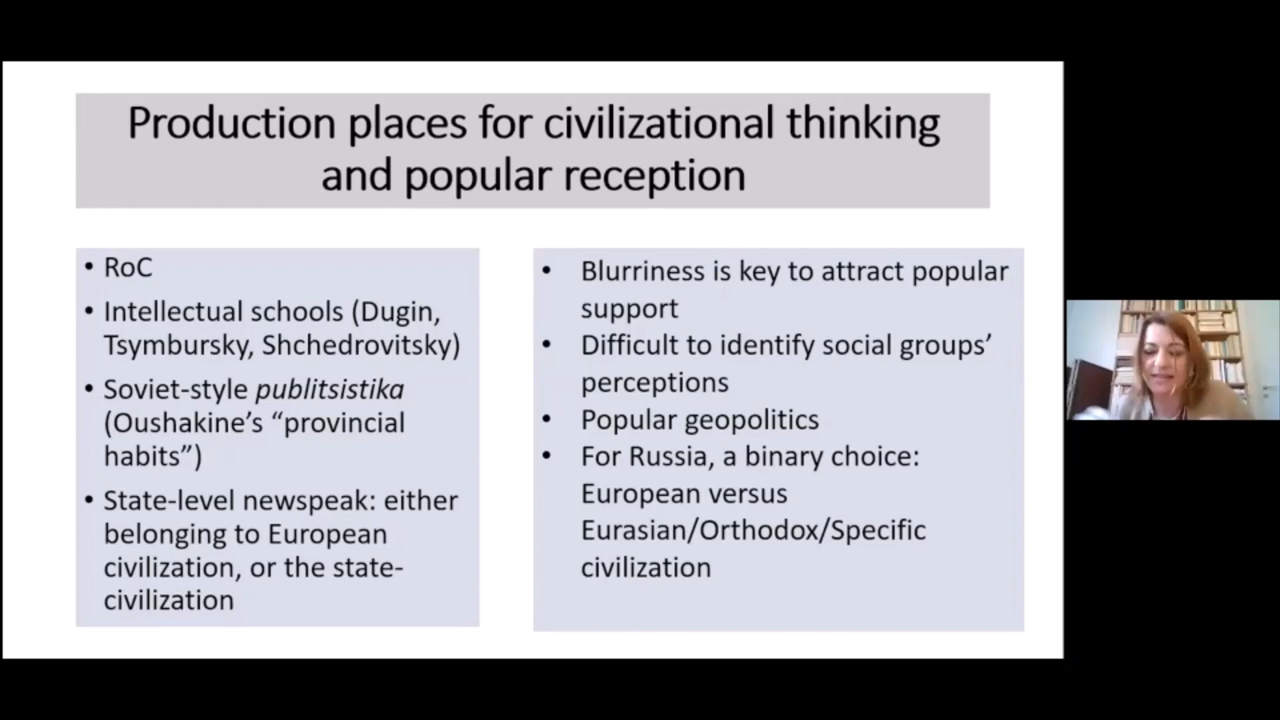 Production places for civilizational thinking
and popular reception
• RoC
• Intellectual schools (Dugin,
Tsymbursky, Shchedrovitsky)
• Soviet-style publitsistika
(Oushakine’s “provincial
habits”)
• State-level newspeak: either
belonging to European
civilization, or the state-
civilization
• Blurriness is key to attract popular
support
• Difficult to identify social groups’
perceptions
• Popular geopolitics
• For Russia, a binary choice:
European versus
Eurasian/Orthodox/Specific
civilization